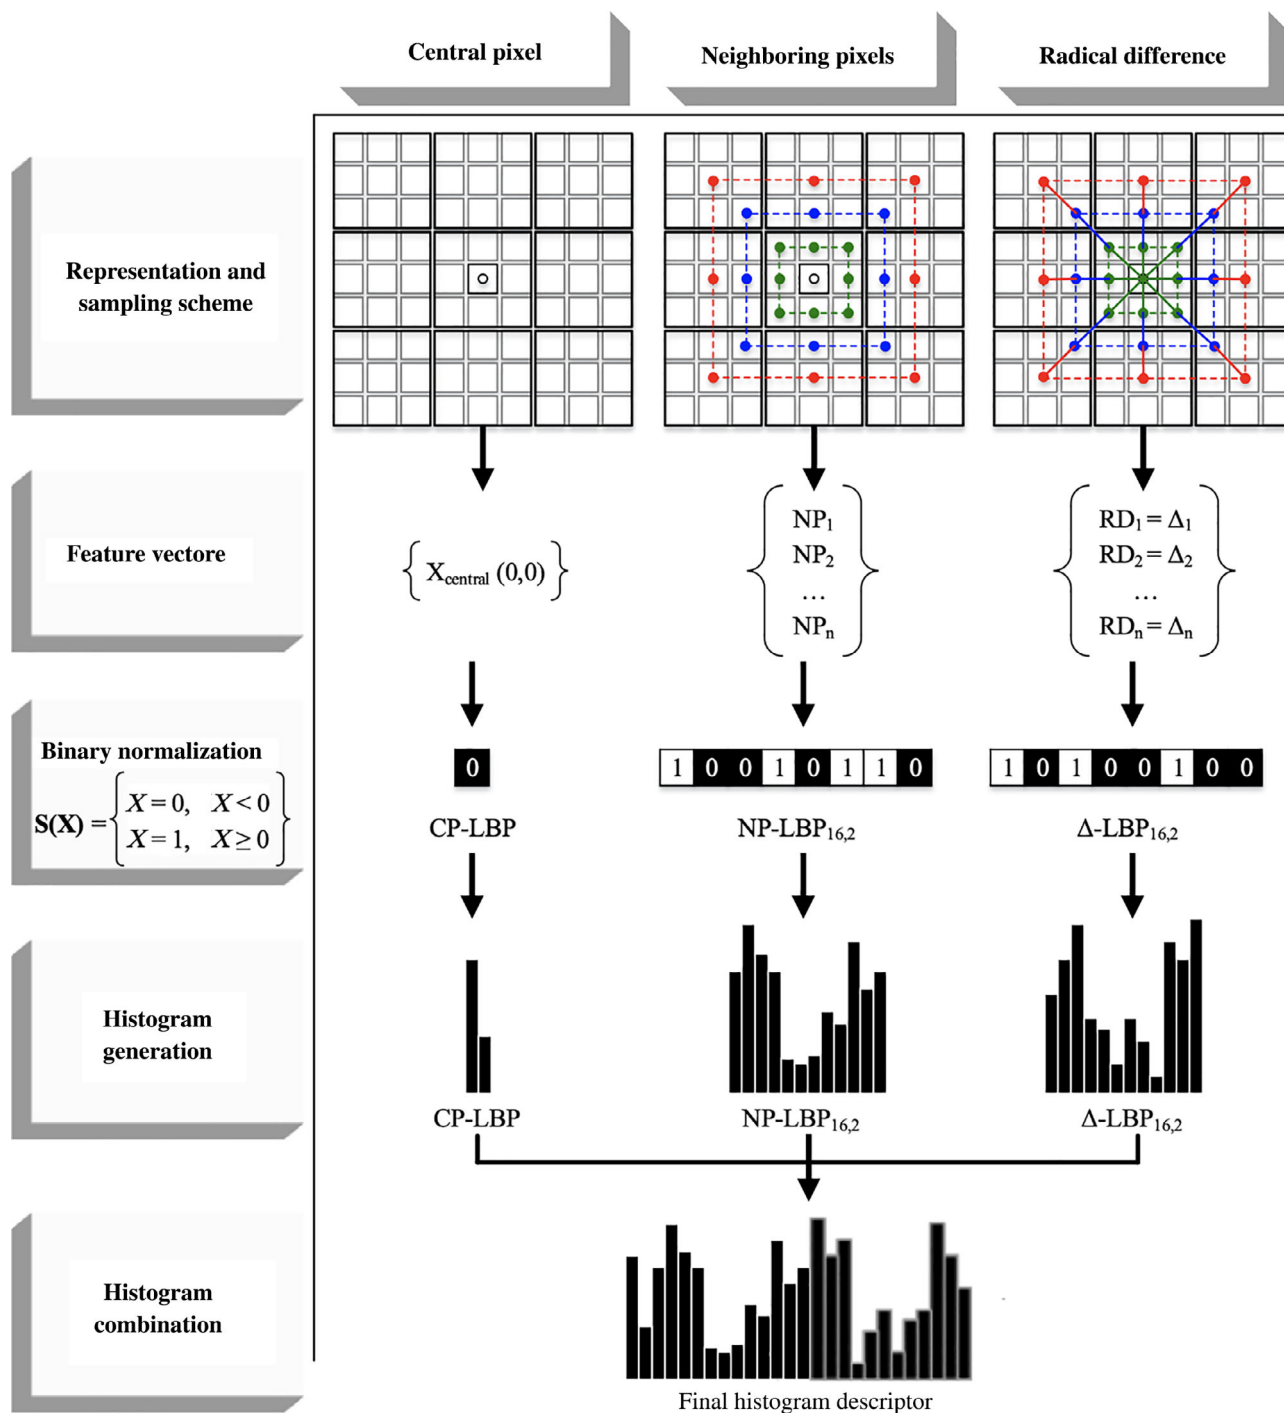 Central pixel
Neighboring pixels
Radical difference
Representation and
sampling scheme
Feature vectore
{ X_central (0,0) }
NP₁
NP₂
…
NPₙ
RD₁ = Δ₁
RD₂ = Δ₂
…
RDₙ = Δₙ
Binary normalization
S(X) = { X = 0, X < 0
X = 1, X ≥ 0 }
0
1 0 0 1 0 1 1 0
1 0 1 0 0 1 0 0
CP-LBP
NP-LBP₁₆,₂
Δ-LBP₁₆,₂
Histogram
generation
CP-LBP
NP-LBP₁₆,₂
Δ-LBP₁₆,₂
Histogram
combination
Final histogram descriptor